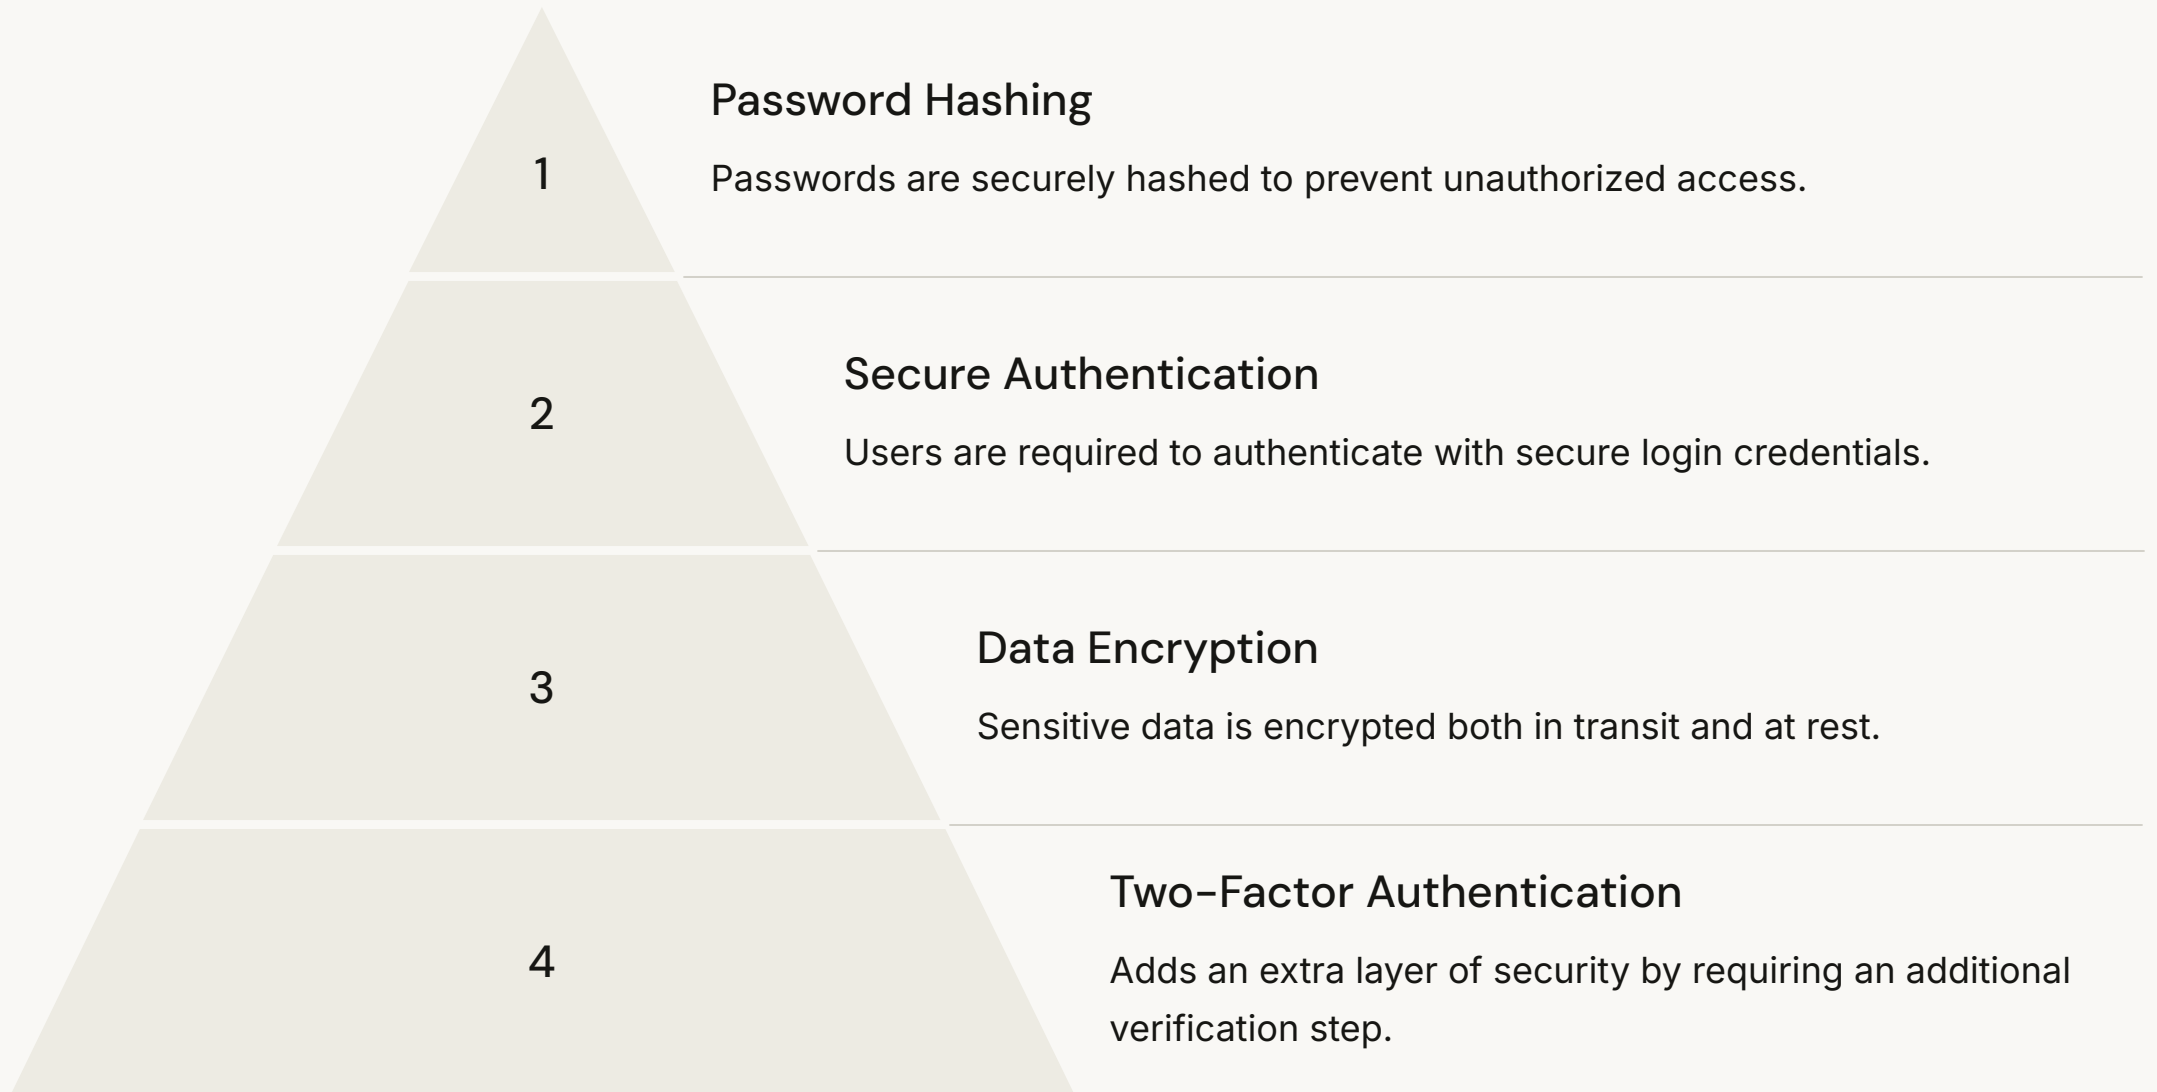 1
Password Hashing
Passwords are securely hashed to prevent unauthorized access.
2
Secure Authentication
Users are required to authenticate with secure login credentials.
3
Data Encryption
Sensitive data is encrypted both in transit and at rest.
4
Two-Factor Authentication
Adds an extra layer of security by requiring an additional
verification step.